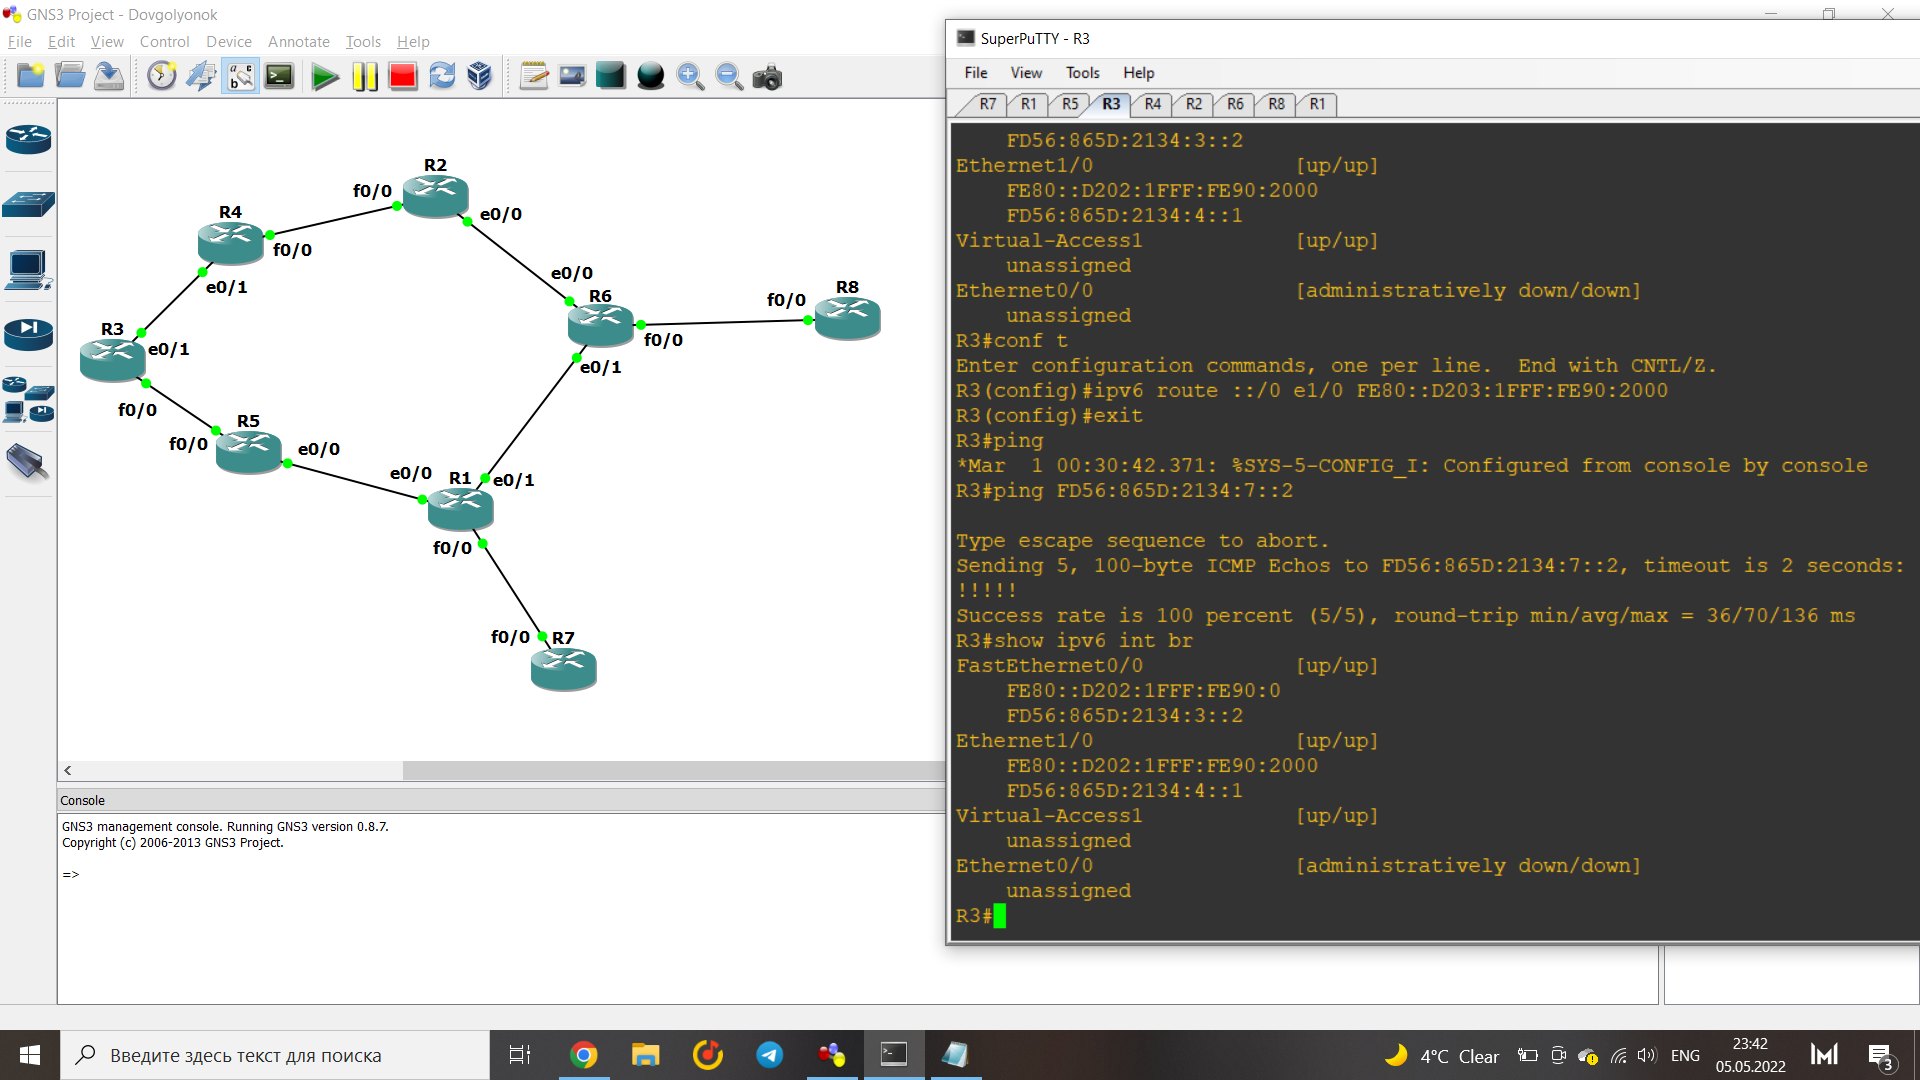 GNS3 Project - Dovgolyonok
File Edit View Control Device Annotate Tools Help
R2
f0/0
e0/0
R4
f0/0
e0/1
e0/0
R6
f0/0
R8
f0/0
e0/1
R3
e0/1
f0/0
R5
f0/0
e0/0
e0/0
R1
e0/1
f0/0
f0/0
R7
Console
GNS3 management console. Running GNS3 version 0.8.7.
Copyright (c) 2006-2013 GNS3 Project.
=>
SuperPuTTY - R3
File View Tools Help
R7 R1 R5 R3 R4 R2 R6 R8 R1
FD56:865D:2134:3::2
Ethernet1/0 [up/up]
FE80::D202:1FFF:FE90:2000
FD56:865D:2134:4::1
Virtual-Access1 [up/up]
unassigned
Ethernet0/0 [administratively down/down]
unassigned
R3#conf t
Enter configuration commands, one per line. End with CNTL/Z.
R3(config)#ipv6 route ::/0 e1/0 FE80::D203:1FFF:FE90:2000
R3(config)#exit
R3#ping
*Mar 1 00:30:42.371: %SYS-5-CONFIG_I: Configured from console by console
R3#ping FD56:865D:2134:7::2
Type escape sequence to abort.
Sending 5, 100-byte ICMP Echos to FD56:865D:2134:7::2, timeout is 2 seconds:
!!!!!
Success rate is 100 percent (5/5), round-trip min/avg/max = 36/70/136 ms
R3#show ipv6 int br
FastEthernet0/0 [up/up]
FE80::D202:1FFF:FE90:0
FD56:865D:2134:3::2
Ethernet1/0 [up/up]
FE80::D202:1FFF:FE90:2000
FD56:865D:2134:4::1
Virtual-Access1 [up/up]
unassigned
Ethernet0/0 [administratively down/down]
unassigned
R3#
Введите здесь текст для поиска
4°C Clear
ENG
23:42
05.05.2022
3